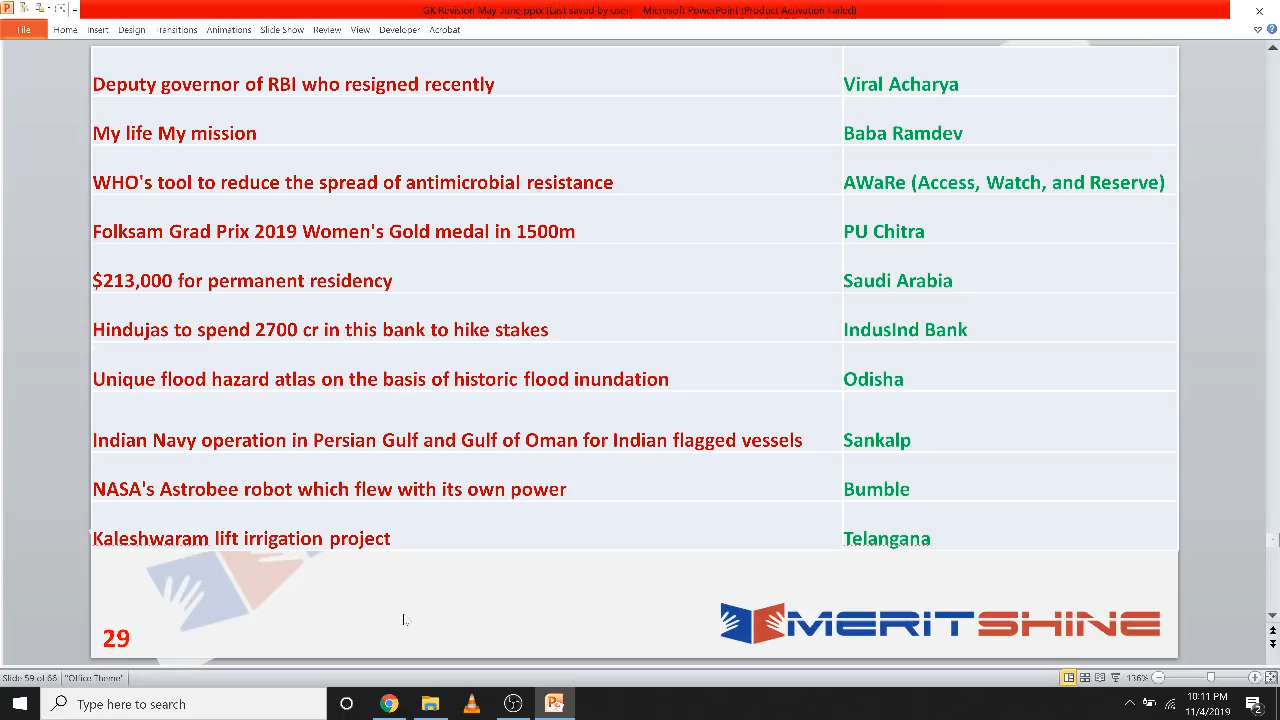 GK Revision May June.pptx [Last saved by user] - Microsoft PowerPoint (Product Activation Failed)
File Home Insert Design Transitions Animations Slide Show Review View Developer Acrobat
Deputy governor of RBI who resigned recently Viral Acharya
My life My mission Baba Ramdev
WHO's tool to reduce the spread of antimicrobial resistance AWaRe (Access, Watch, and Reserve)
Folksam Grad Prix 2019 Women's Gold medal in 1500m PU Chitra
$213,000 for permanent residency Saudi Arabia
Hindujas to spend 2700 cr in this bank to hike stakes IndusInd Bank
Unique flood hazard atlas on the basis of historic flood inundation Odisha
Indian Navy operation in Persian Gulf and Gulf of Oman for Indian flagged vessels Sankalp
NASA's Astrobee robot which flew with its own power Bumble
Kaleshwaram lift irrigation project Telangana
29 MERITSHINE
Slide 59 of 66 "Office Theme" 136%
Type here to search 10:11 PM
11/4/2019 2